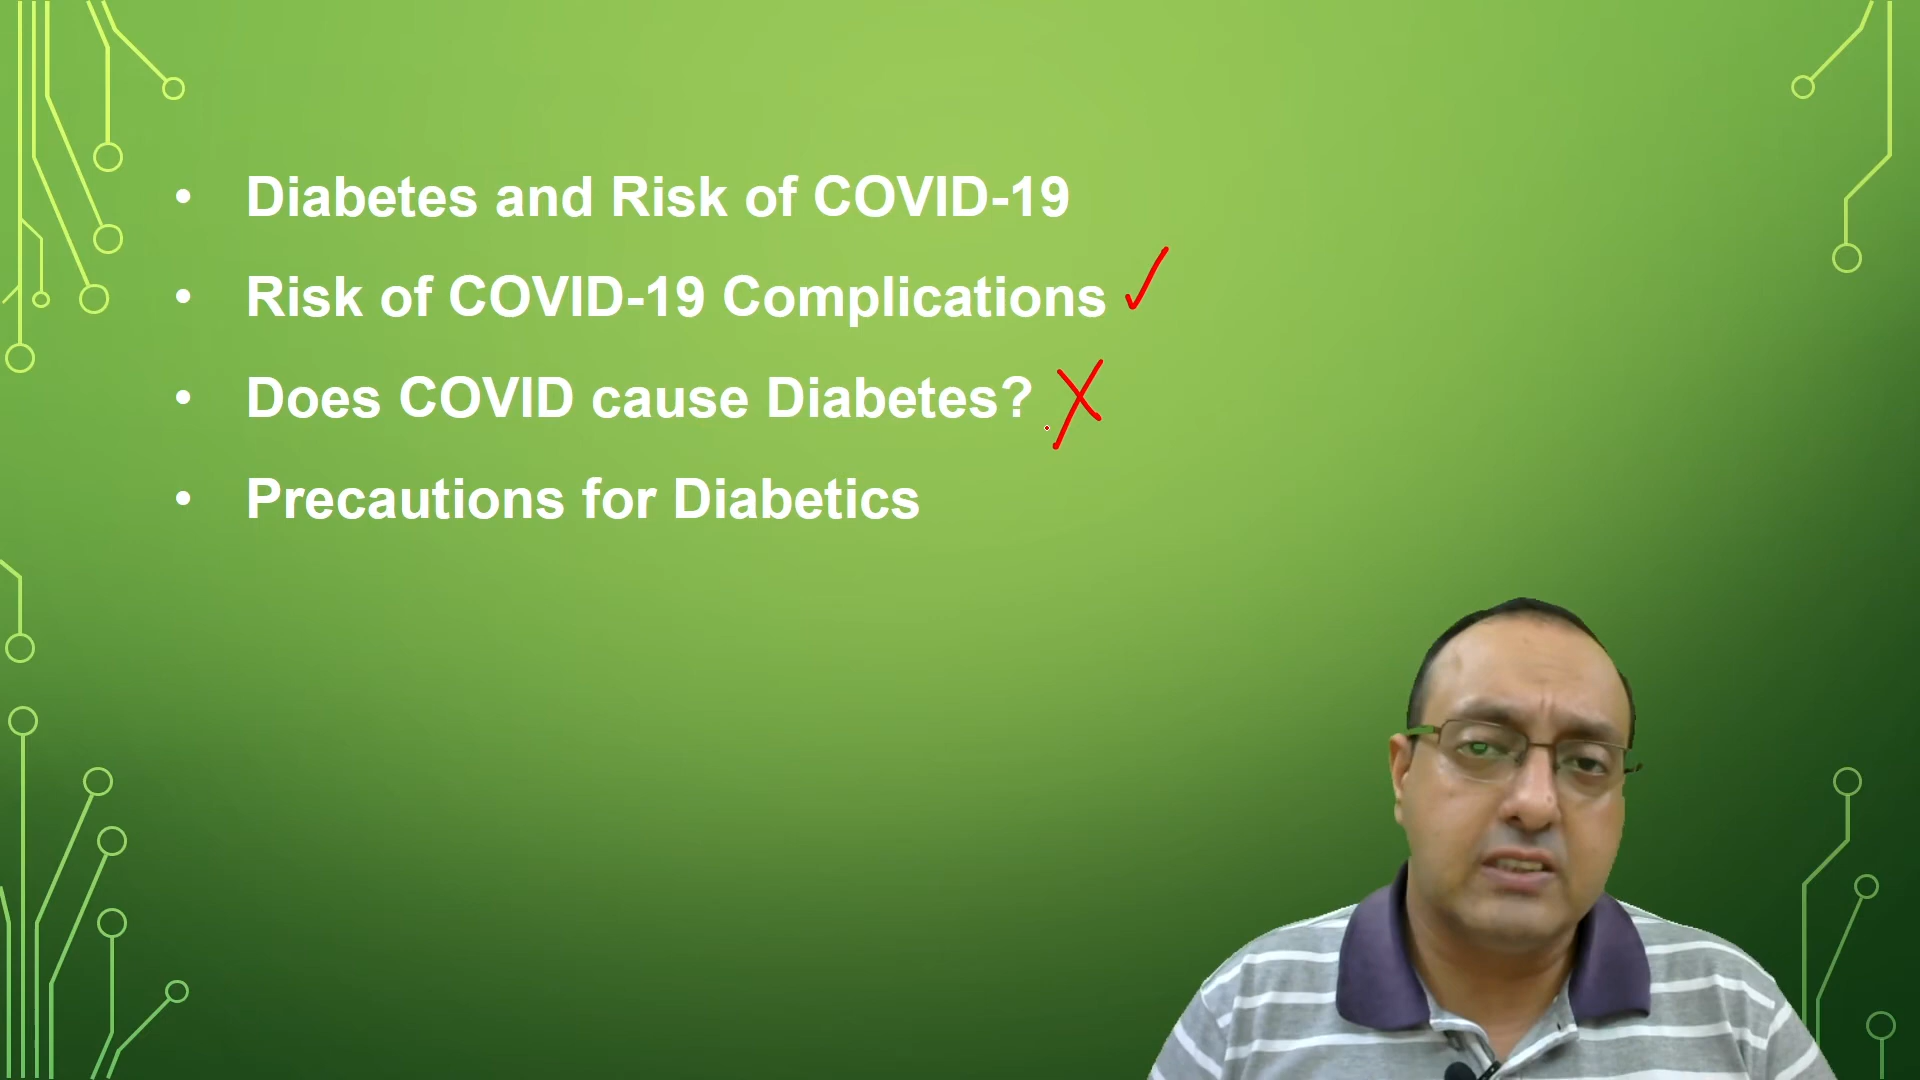 • Diabetes and Risk of COVID-19
• Risk of COVID-19 Complications ✓
• Does COVID cause Diabetes? X
• Precautions for Diabetics